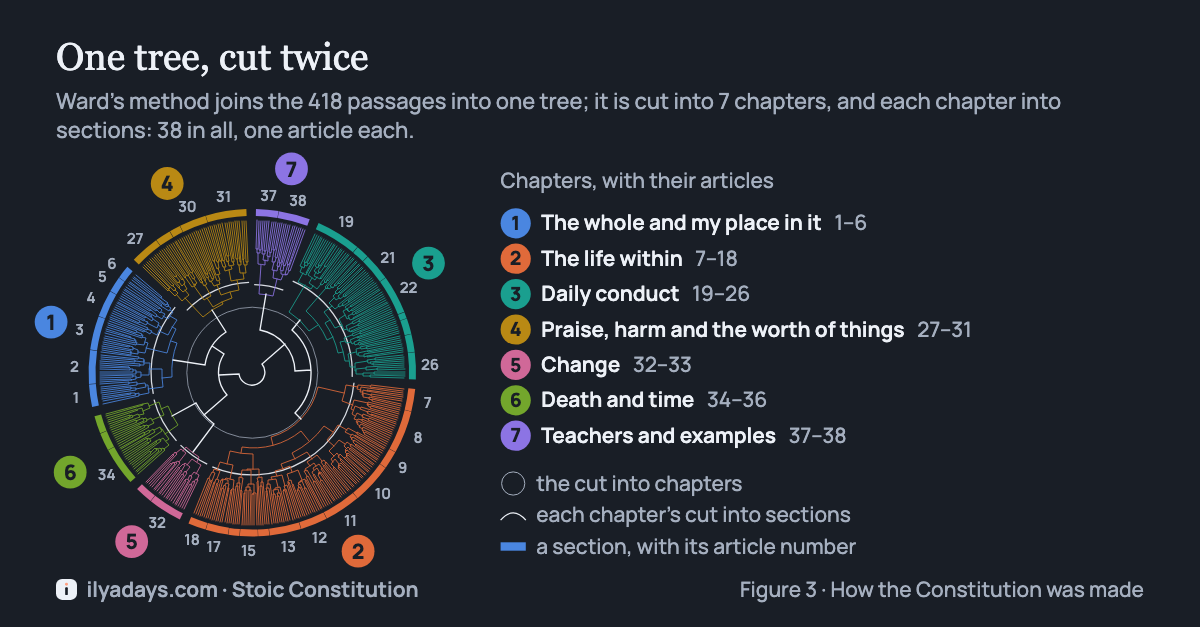 One tree, cut twice
Ward's method joins the 418 passages into one tree; it is cut into 7 chapters, and each chapter into
sections: 38 in all, one article each.
7
4
37
38
31
30
19
27
21
3
6
5
22
4
1
3
2
26
1
7
8
6
34
9
10
32
11
5
18
17
15
13
12
2
Chapters, with their articles
1 The whole and my place in it 1–6
2 The life within 7–18
3 Daily conduct 19–26
4 Praise, harm and the worth of things 27–31
5 Change 32–33
6 Death and time 34–36
7 Teachers and examples 37–38
the cut into chapters
each chapter's cut into sections
a section, with its article number
i ilyadays.com · Stoic Constitution
Figure 3 · How the Constitution was made